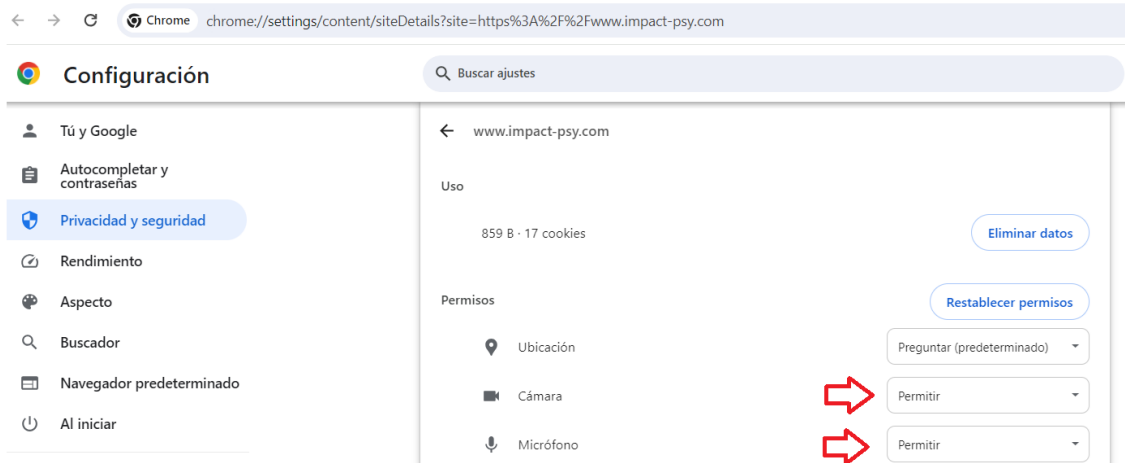 Chrome chrome://settings/content/siteDetails?site=https%3A%2F%2Fwww.impact-psy.com
Configuración
Buscar ajustes
Tú y Google
Autocompletar y
contraseñas
Privacidad y seguridad
Rendimiento
Aspecto
Buscador
Navegador predeterminado
Al iniciar
www.impact-psy.com
Uso
859 B · 17 cookies Eliminar datos
Permisos Restablecer permisos
Ubicación Preguntar (predeterminado)
Cámara Permitir
Micrófono Permitir